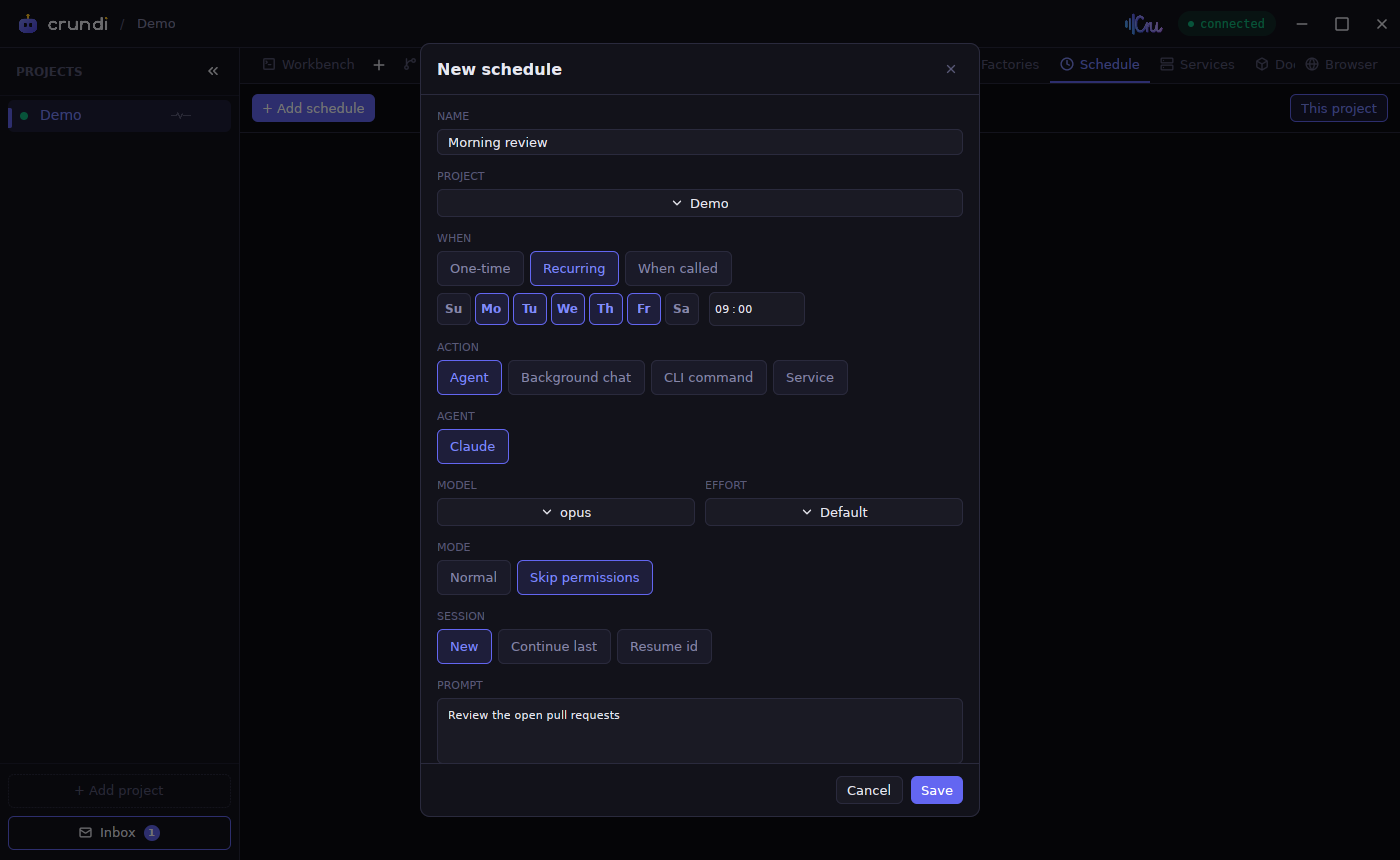 crundi / Demo
Cru
connected
PROJECTS
Workbench
Factories
Schedule
Services
Doc
Browser
Demo
+ Add schedule
This project
New schedule
NAME
Morning review
PROJECT
Demo
WHEN
One-time Recurring When called
Su Mo Tu We Th Fr Sa 09:00
ACTION
Agent Background chat CLI command Service
AGENT
Claude
MODEL EFFORT
opus Default
MODE
Normal Skip permissions
SESSION
New Continue last Resume id
PROMPT
Review the open pull requests
Cancel Save
+ Add project
Inbox 1